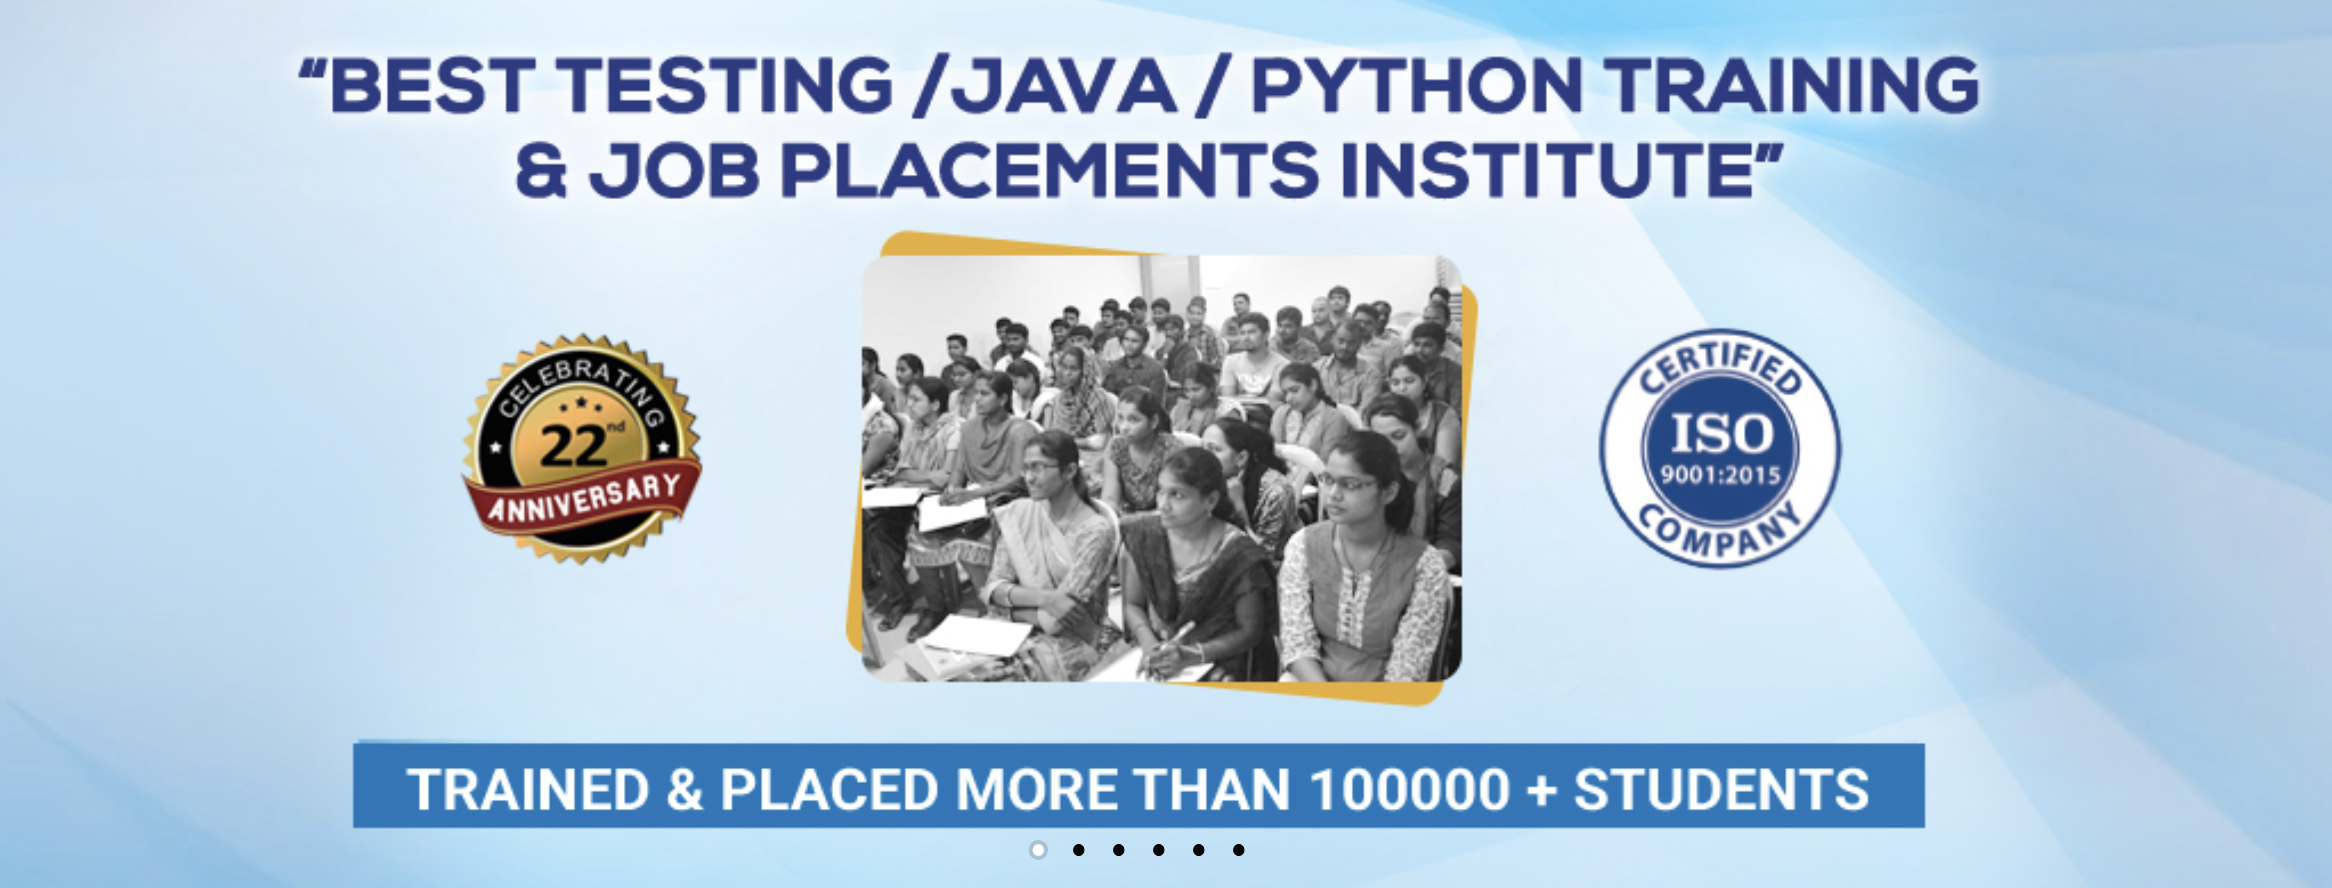 “BEST TESTING /JAVA / PYTHON TRAINING
& JOB PLACEMENTS INSTITUTE”
CELEBRATING
22nd
ANNIVERSARY
CERTIFIED
ISO
9001:2015
COMPANY
TRAINED & PLACED MORE THAN 100000 + STUDENTS